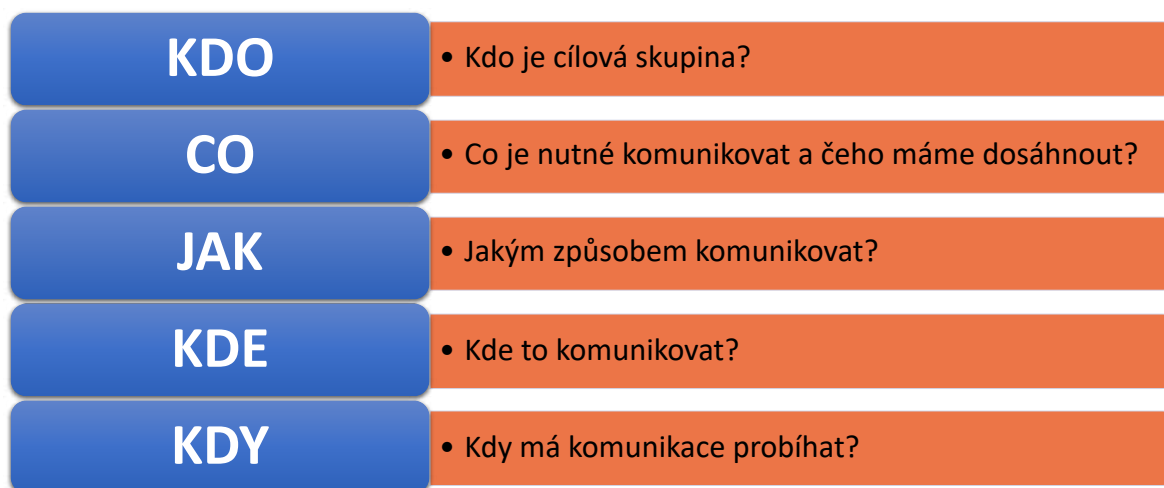 KDO
• Kdo je cílová skupina?
CO
• Co je nutné komunikovat a čeho máme dosáhnout?
JAK
• Jakým způsobem komunikovat?
KDE
• Kde to komunikovat?
KDY
• Kdy má komunikace probíhat?